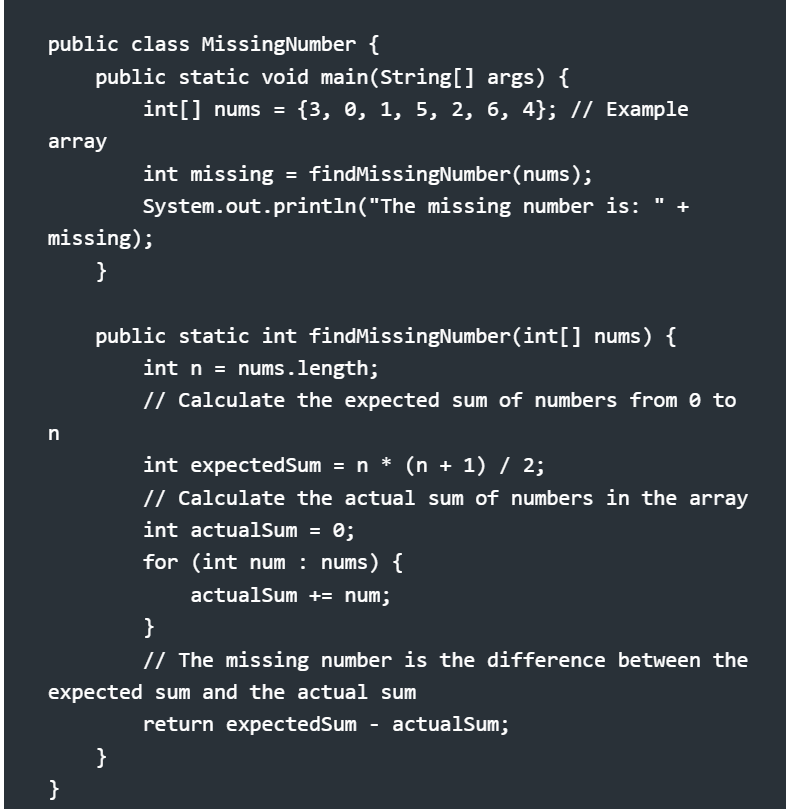 public class MissingNumber {
    public static void main(String[] args) {
        int[] nums = {3, 0, 1, 5, 2, 6, 4}; // Example
array
        int missing = findMissingNumber(nums);
        System.out.println("The missing number is: " +
missing);
    }

    public static int findMissingNumber(int[] nums) {
        int n = nums.length;
        // Calculate the expected sum of numbers from 0 to
n
        int expectedSum = n * (n + 1) / 2;
        // Calculate the actual sum of numbers in the array
        int actualSum = 0;
        for (int num : nums) {
            actualSum += num;
        }
        // The missing number is the difference between the
expected sum and the actual sum
        return expectedSum - actualSum;
    }
}